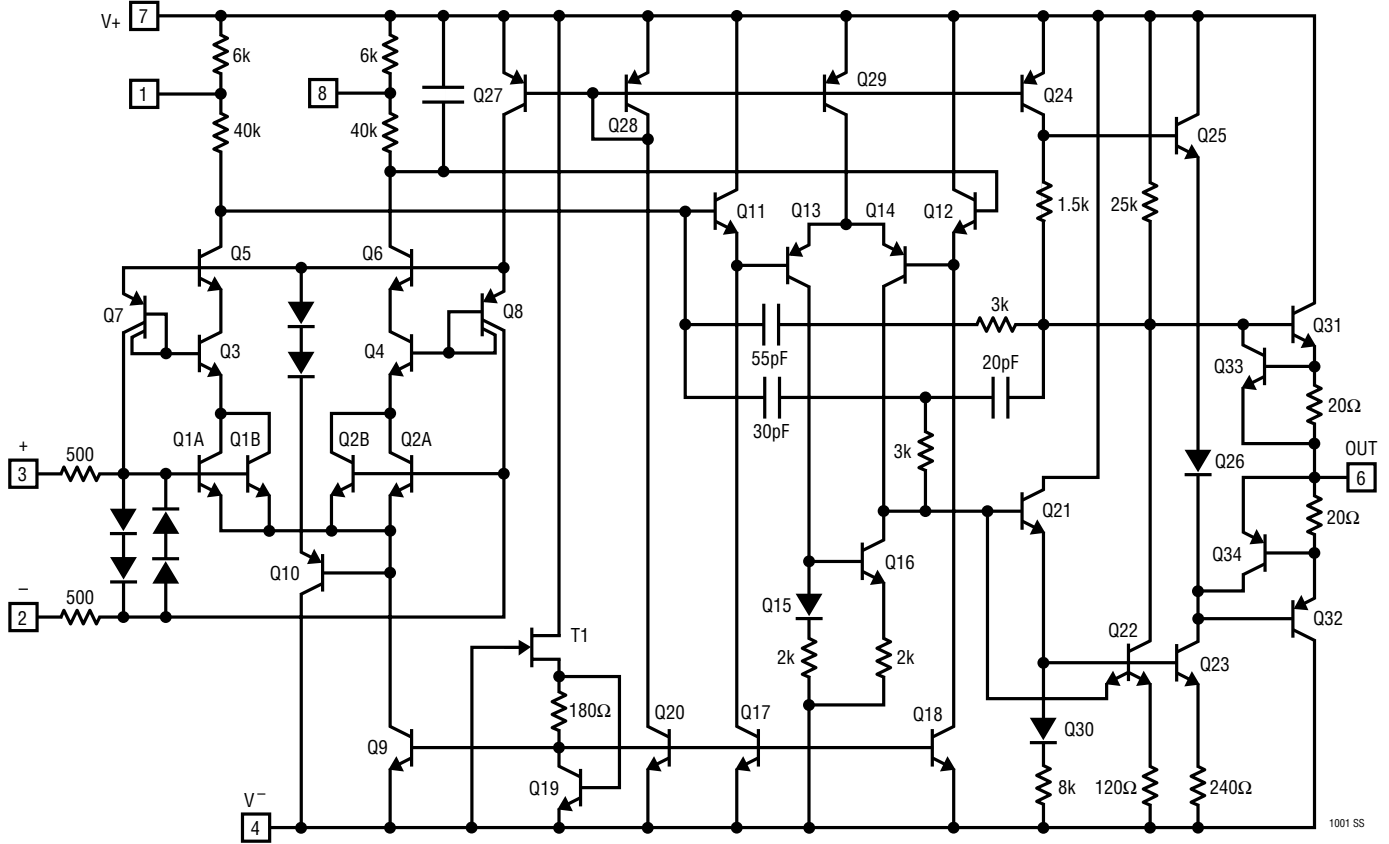 V+ 7
6k
6k
1
8
Q27
Q28
Q29
Q24
40k
40k
Q25
Q11
Q13
Q14
Q12
1.5k
25k
Q5
Q6
Q7
Q8
Q3
Q4
3k
Q31
55pF
20pF
Q33
30pF
20Ω
Q1A
Q1B
Q2B
Q2A
+
3
500
3k
Q26
OUT
6
Q21
20Ω
Q10
Q16
Q34
–
2
500
Q15
Q32
T1
2k
2k
Q22
Q23
180Ω
Q20
Q17
Q18
Q30
Q9
Q19
8k
120Ω
240Ω
V–
4
1001 SS